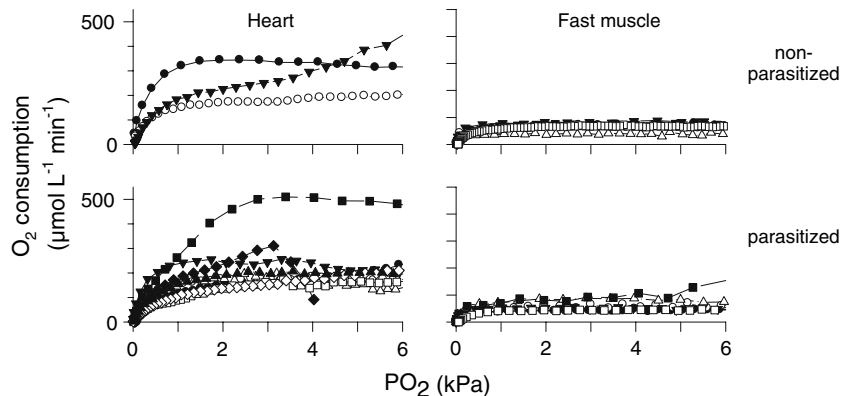 Heart
Fast muscle
500
0
non-
parasitized
O2 consumption
(µmol L⁻¹ min⁻¹)
500
0
parasitized
0 2 4 6
0 2 4 6
PO2 (kPa)